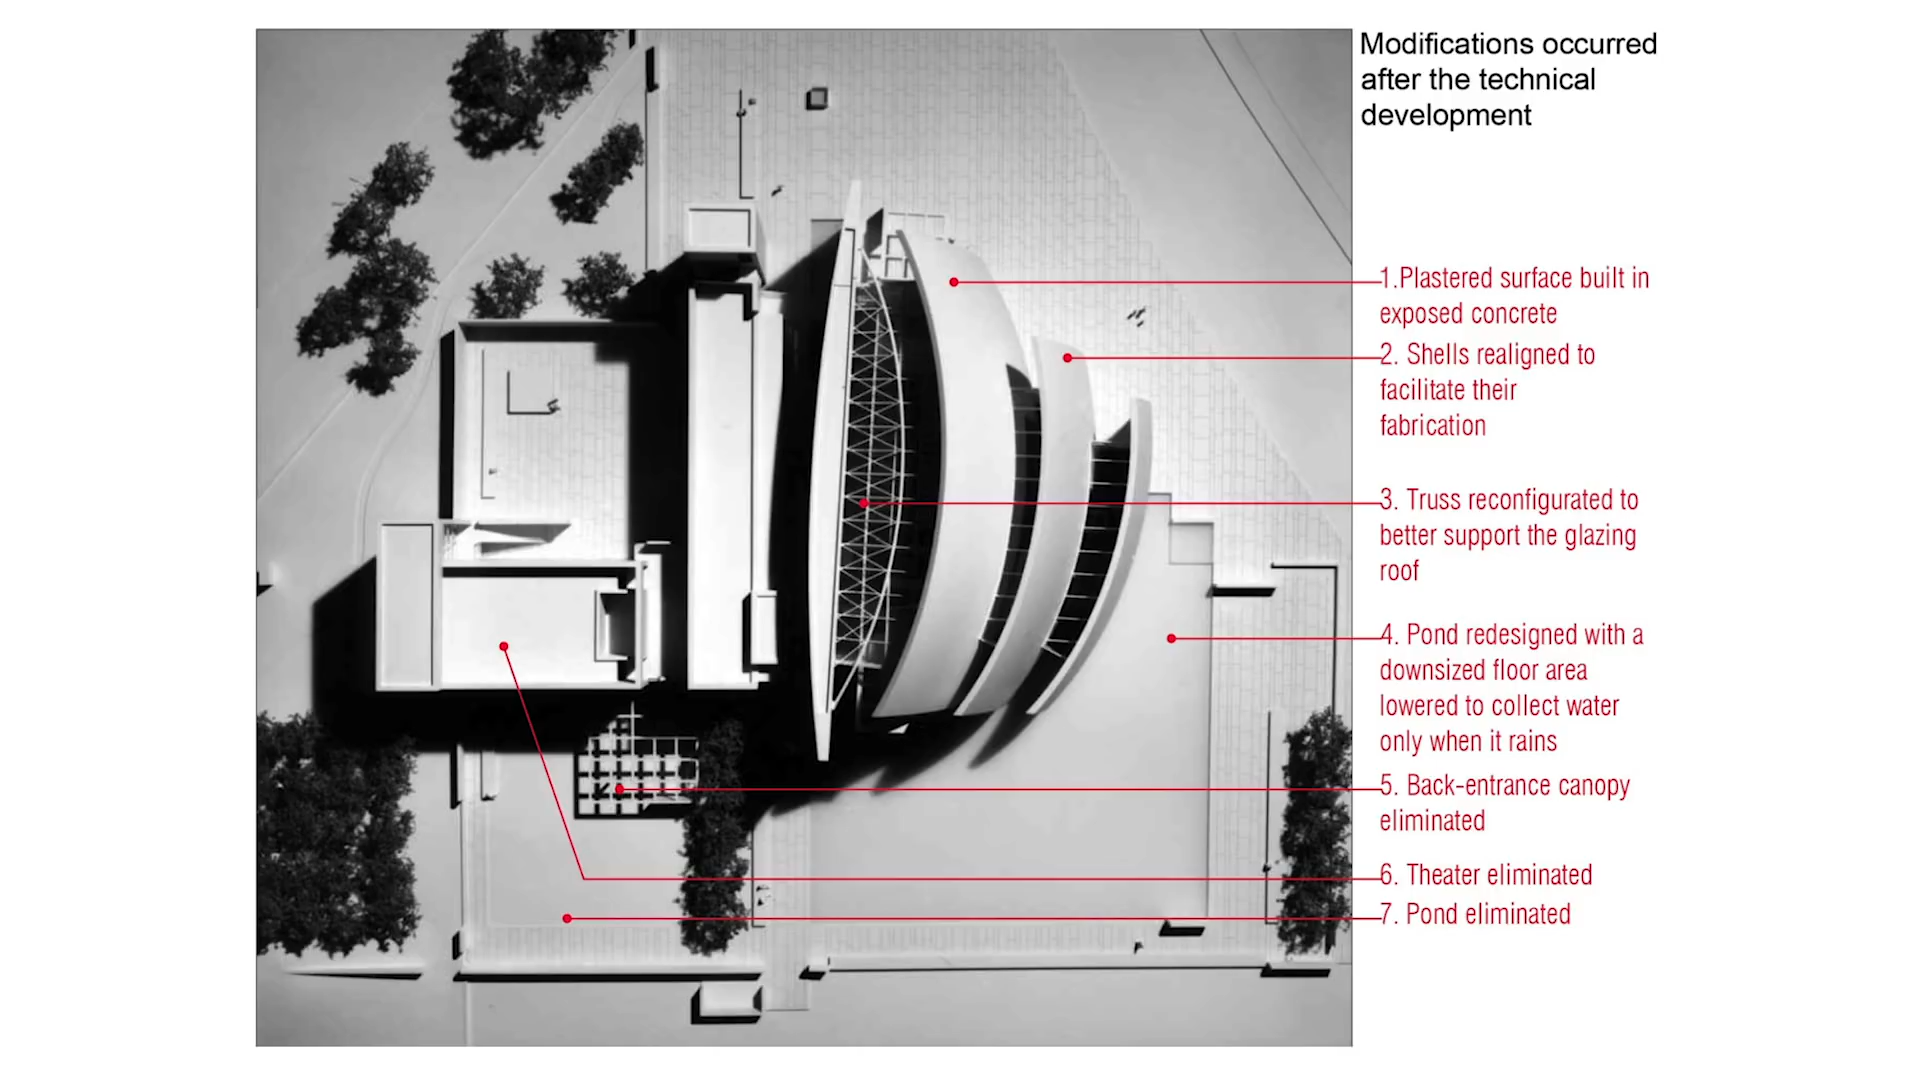 Modifications occurred
after the technical
development
1.Plastered surface built in
exposed concrete
2. Shells realigned to
facilitate their
fabrication
3. Truss reconfigurated to
better support the glazing
roof
4. Pond redesigned with a
downsized floor area
lowered to collect water
only when it rains
5. Back-entrance canopy
eliminated
6. Theater eliminated
7. Pond eliminated